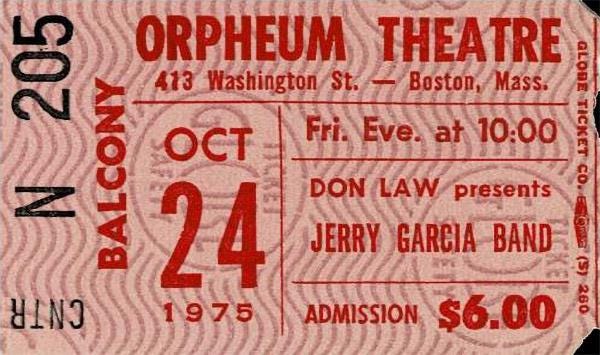 ORPHEUM THEATRE
413 Washington St. — Boston, Mass.
N 205
CNTR
BALCONY
OCT
24
1975
Fri. Eve. at 10:00
DON LAW presents
JERRY GARCIA BAND
ADMISSION $6.00
GLOBE TICKET CO. (S) 260